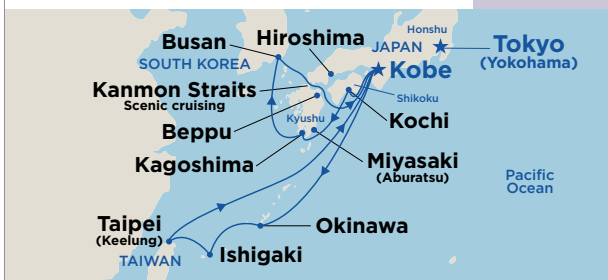 Honshu
Busan
Hiroshima
JAPAN
Tokyo
(Yokohama)
SOUTH KOREA
Kobe
Kanmon Straits
Scenic cruising
Shikoku
Kyushu
Kochi
Beppu
Kagoshima
Miyasaki
(Aburatsu)
Pacific
Ocean
Taipei
(Keelung)
Okinawa
TAIWAN
Ishigaki